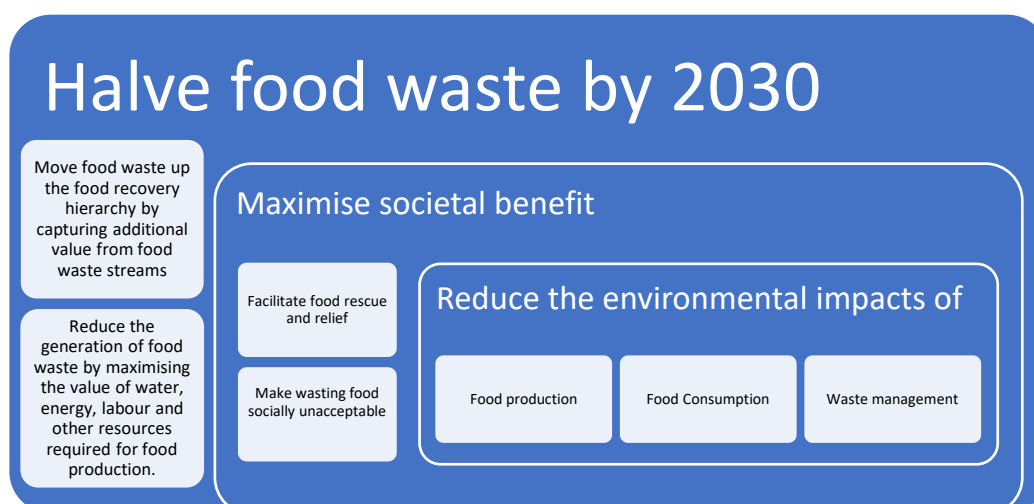 Halve food waste by 2030
Move food waste up
the food recovery
hierarchy by
capturing additional
value from food
waste streams
Reduce the
generation of food
waste by maximising
the value of water,
energy, labour and
other resources
required for food
production.
Maximise societal benefit
Facilitate food rescue
and relief
Make wasting food
socially unacceptable
Reduce the environmental impacts of
Food production
Food Consumption
Waste management